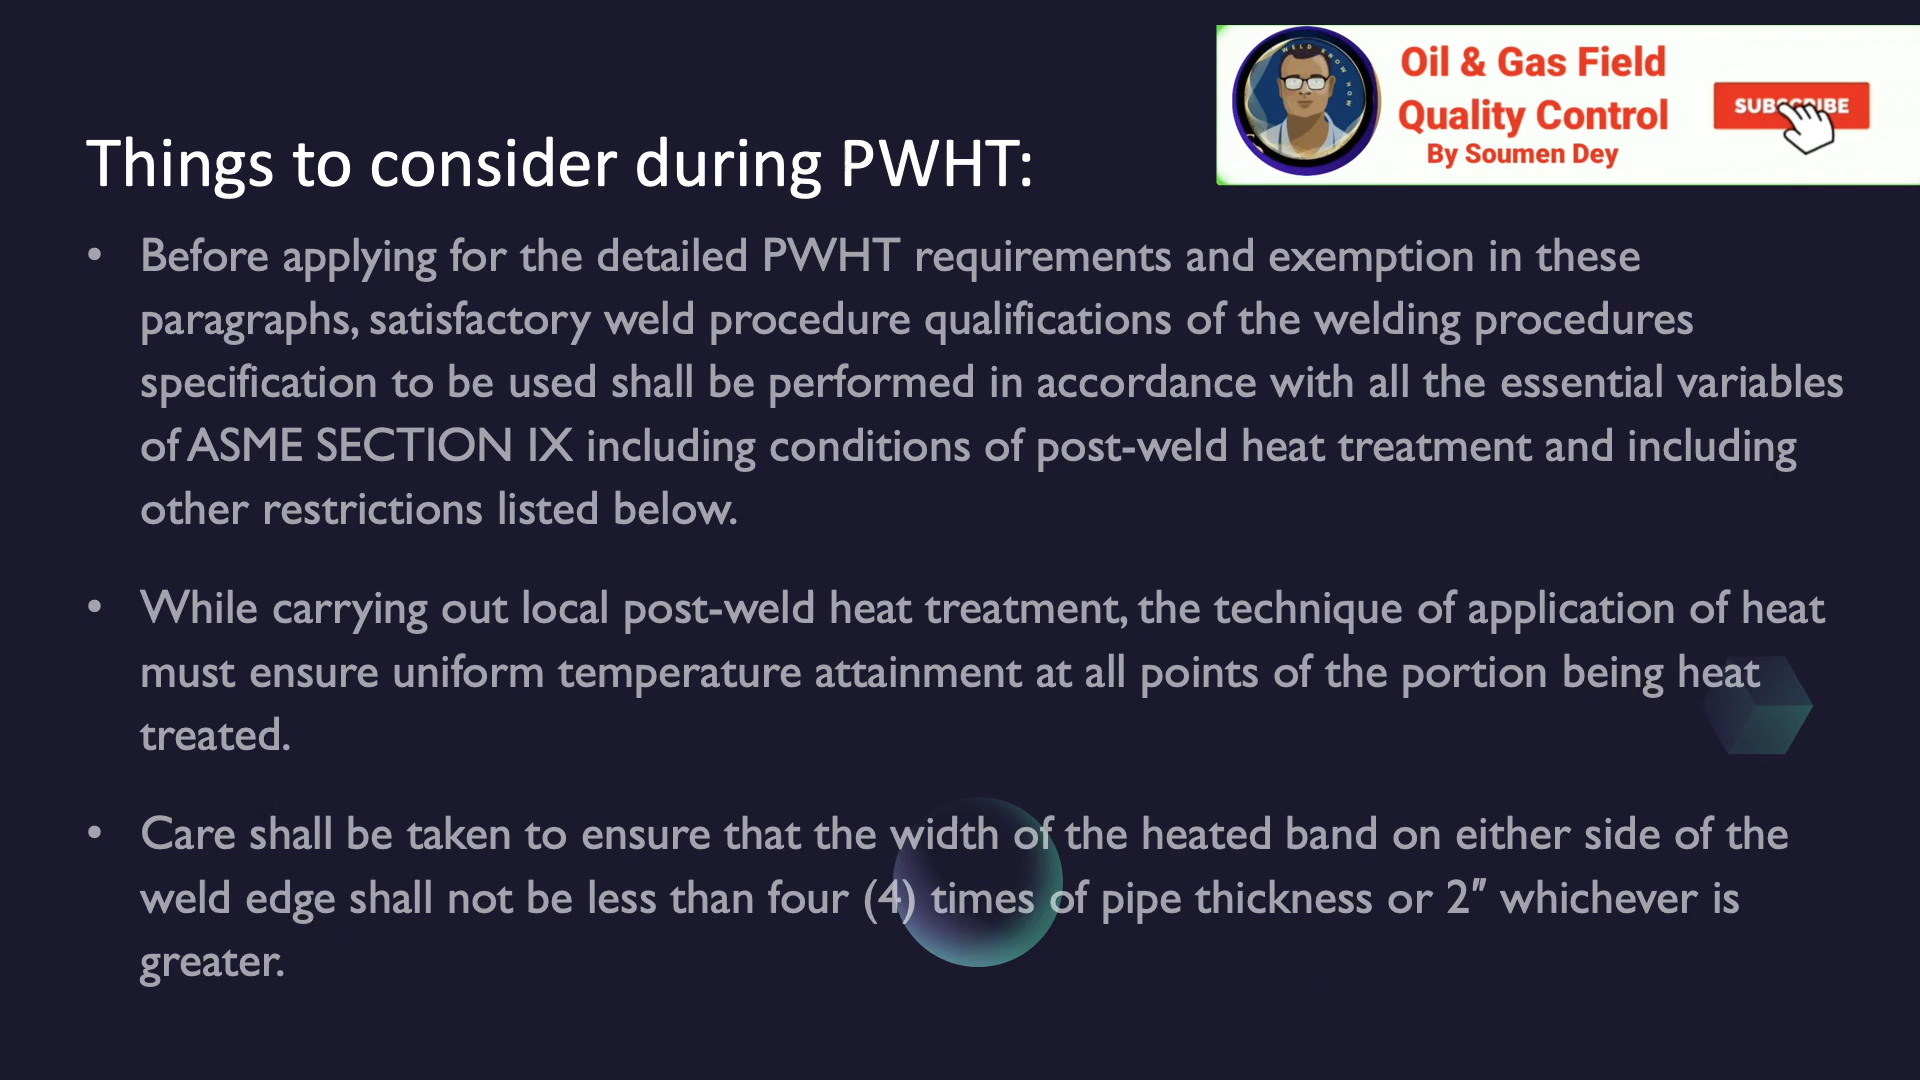 Oil & Gas Field
Quality Control
By Soumen Dey
SUBSCRIBE
WELD KNOW HOW
Things to consider during PWHT:
• Before applying for the detailed PWHT requirements and exemption in these
paragraphs, satisfactory weld procedure qualifications of the welding procedures
specification to be used shall be performed in accordance with all the essential variables
of ASME SECTION IX including conditions of post-weld heat treatment and including
other restrictions listed below.
• While carrying out local post-weld heat treatment, the technique of application of heat
must ensure uniform temperature attainment at all points of the portion being heat
treated.
• Care shall be taken to ensure that the width of the heated band on either side of the
weld edge shall not be less than four (4) times of pipe thickness or 2″ whichever is
greater.